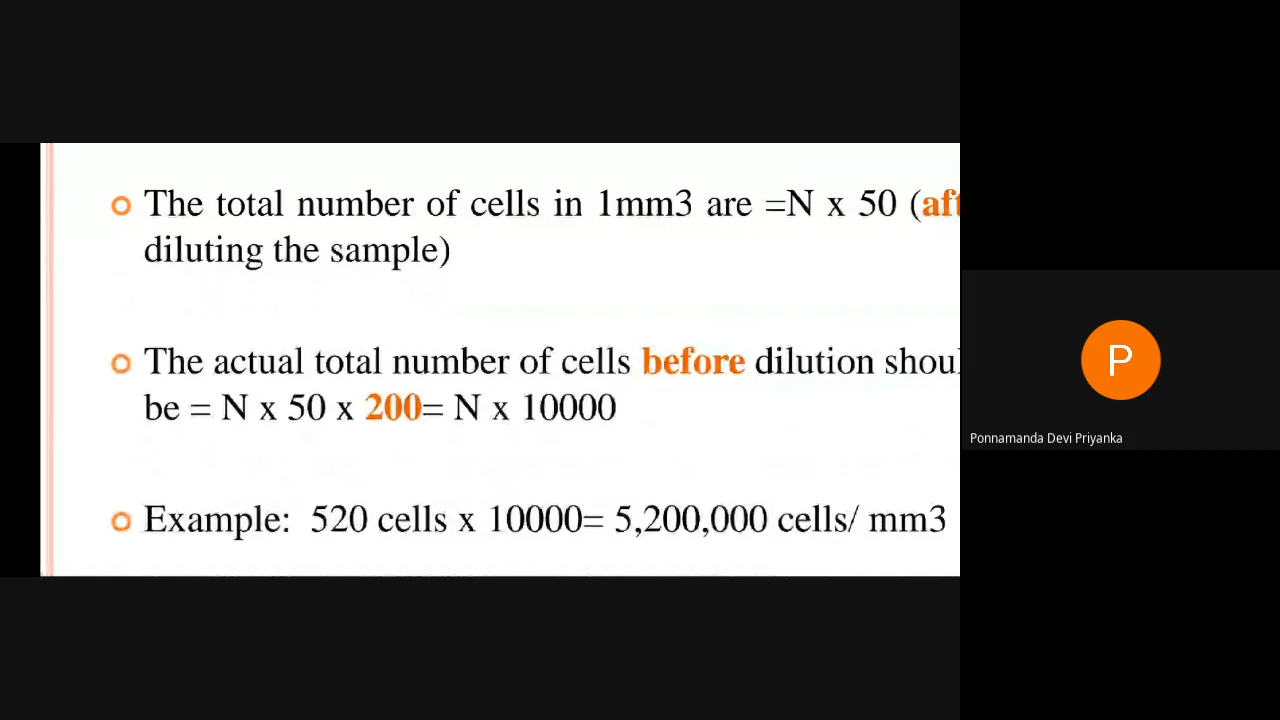 The total number of cells in 1mm3 are =N x 50 (
diluting the sample)
The actual total number of cells before dilution
be = N x 50 x 200= N x 10000
Example: 520 cells x 10000= 5,200,000 cells/ mm3
P
Ponnamanda Devi Priyanka